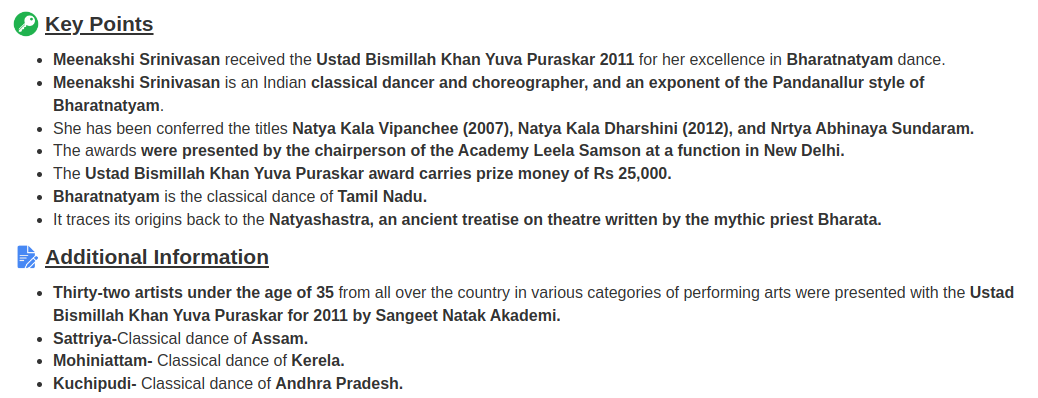 Key Points
Meenakshi Srinivasan received the Ustad Bismillah Khan Yuva Puraskar 2011 for her excellence in Bharatnatyam dance.
Meenakshi Srinivasan is an Indian classical dancer and choreographer, and an exponent of the Pandanallur style of
Bharatnatyam.
She has been conferred the titles Natya Kala Vipanchee (2007), Natya Kala Dharshini (2012), and Nrtya Abhinaya Sundaram.
The awards were presented by the chairperson of the Academy Leela Samson at a function in New Delhi.
The Ustad Bismillah Khan Yuva Puraskar award carries prize money of Rs 25,000.
Bharatnatyam is the classical dance of Tamil Nadu.
It traces its origins back to the Natyashastra, an ancient treatise on theatre written by the mythic priest Bharata.
Additional Information
Thirty-two artists under the age of 35 from all over the country in various categories of performing arts were presented with the Ustad
Bismillah Khan Yuva Puraskar for 2011 by Sangeet Natak Akademi.
Sattriya-Classical dance of Assam.
Mohiniattam- Classical dance of Kerela.
Kuchipudi- Classical dance of Andhra Pradesh.